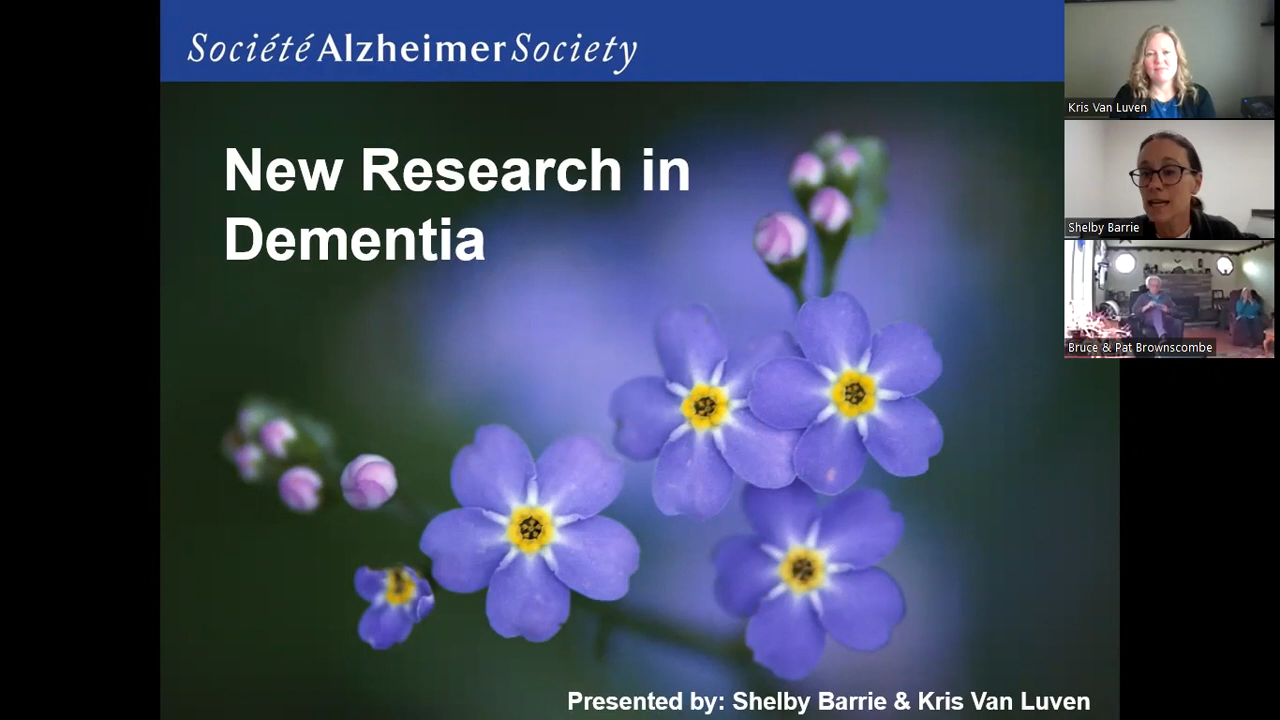 Société Alzheimer Society
New Research in
Dementia
Presented by: Shelby Barrie & Kris Van Luven
Kris Van Luven
Shelby Barrie
Bruce & Pat Brownscombe